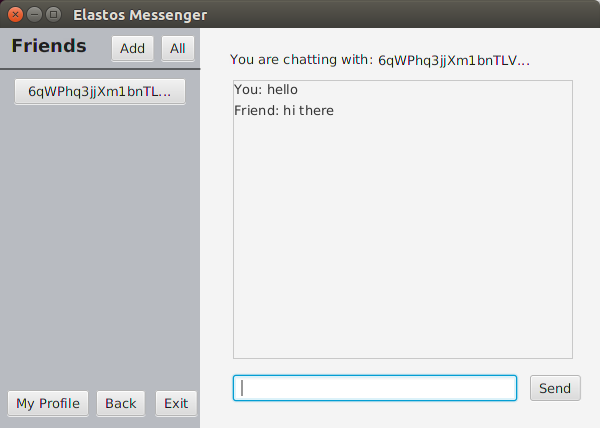 Elastos Messenger
Friends
Add
All
6qWPhq3jjXm1bnTL...
My Profile
Back
Exit
You are chatting with: 6qWPhq3jjXm1bnTLV...
You: hello
Friend: hi there
Send